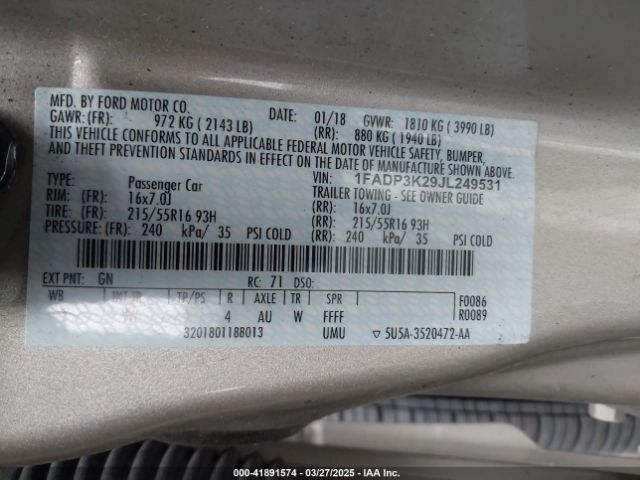 MFD. BY FORD MOTOR CO. DATE: 01/18 GVWR: 1810 KG ( 3990 LB)
GAWR: (FR): 972 KG ( 2143 LB) (RR): 880 KG ( 1940 LB)
THIS VEHICLE CONFORMS TO ALL APPLICABLE FEDERAL MOTOR VEHICLE SAFETY, BUMPER,
AND THEFT PREVENTION STANDARDS IN EFFECT ON THE DATE OF MANUFACTURE SHOWN ABOVE.
VIN: 1FADP3K29JL249531
TYPE: Passenger Car TRAILER TOWING - SEE OWNER GUIDE
RIM: (FR): 16x7.0J (RR): 16x7.0J
TIRE: (FR): 215/55R16 93H (RR): 215/55R16 93H
PRESSURE: (FR): 240 kPa/ 35 PSI COLD (RR): 240 kPa/ 35 PSI COLD
EXT PNT: GN RC: 71 DSO:
WB INT TR TP/PS R AXLE TR SPR F0086
R0089
4 AU W FFFF
3201801188013 UMU ▽ 5U5A-3520472-AA
000-41891574 | 03/27/2025 | IAA Inc.